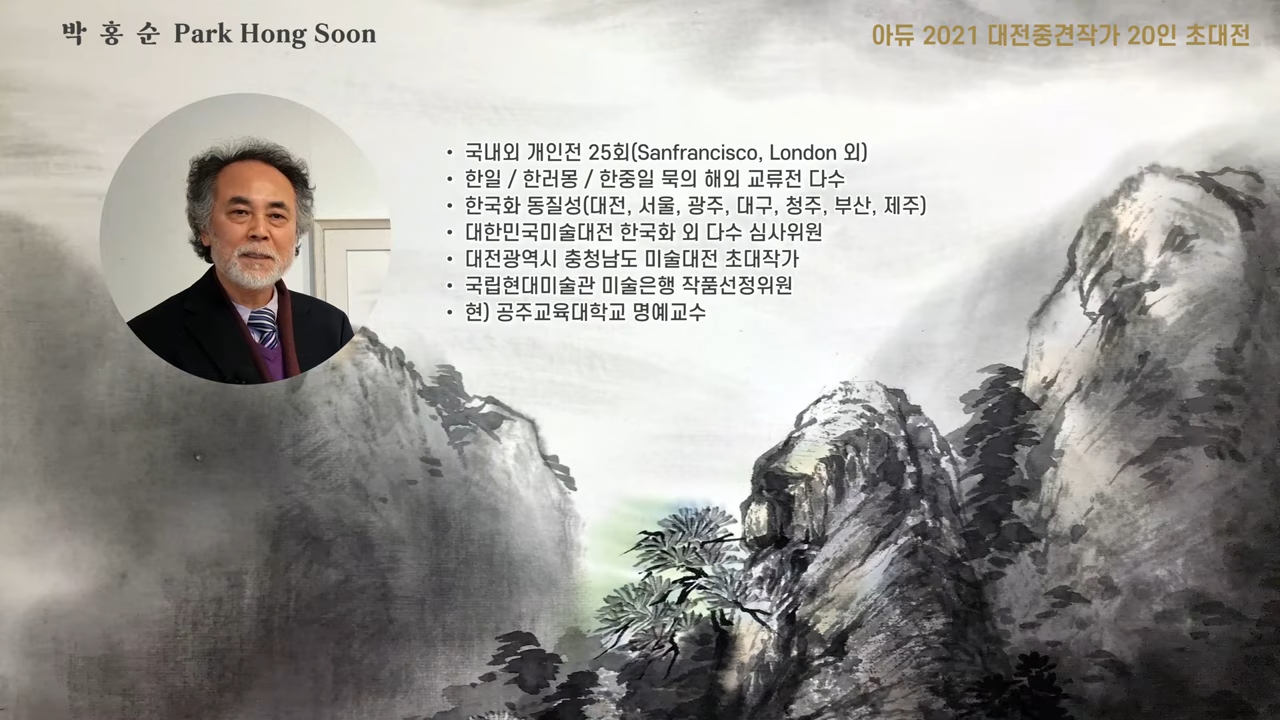 박 홍 순 Park Hong Soon
아듀 2021 대전중견작가 20인 초대전
• 국내외 개인전 25회(Sanfrancisco, London 외)
• 한일 / 한러몽 / 한중일 묵의 해외 교류전 다수
• 한국화 동질성(대전, 서울, 광주, 대구, 청주, 부산, 제주)
• 대한민국미술대전 한국화 외 다수 심사위원
• 대전광역시 충청남도 미술대전 초대작가
• 국립현대미술관 미술은행 작품선정위원
• 현) 공주교육대학교 명예교수